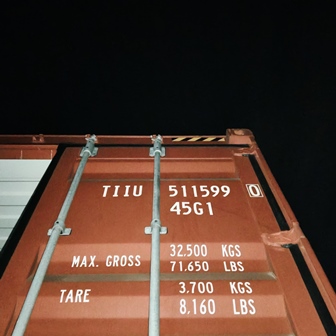 TIIU 511599 0
45G1
MAX. GROSS 32.500 KGS
71.650 LBS
TARE 3.700 KGS
8.160 LBS